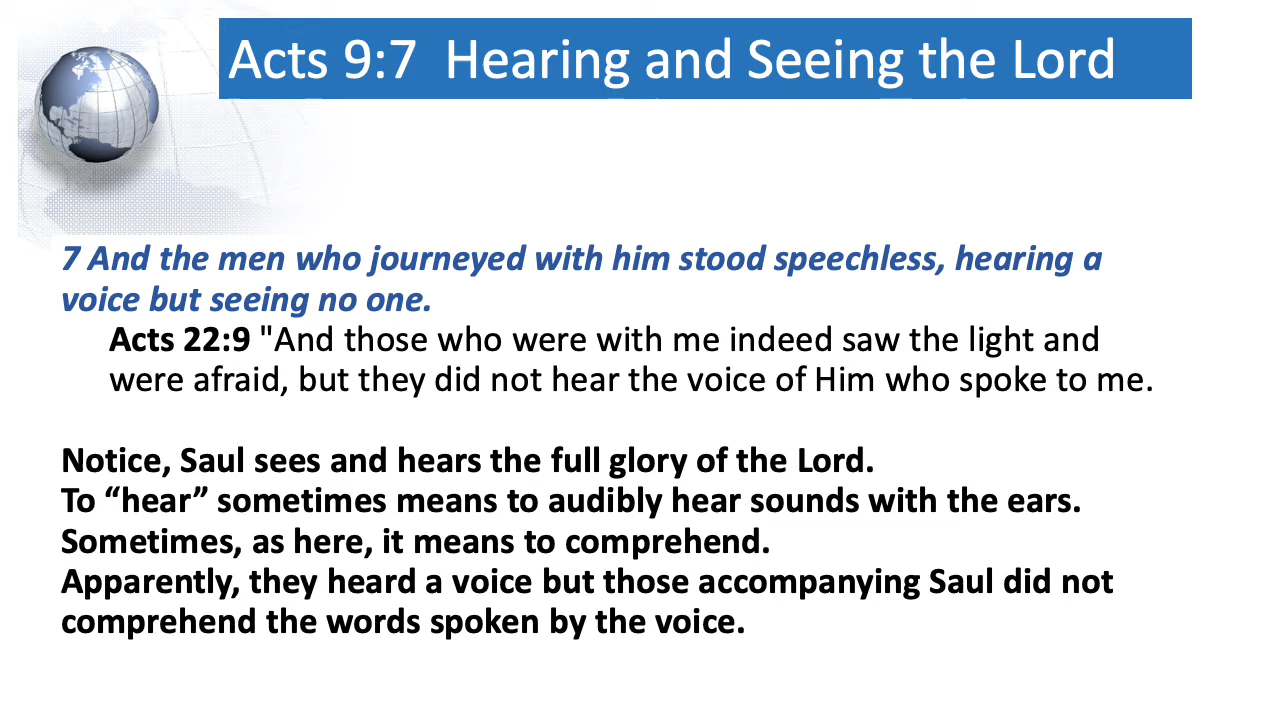 Acts 9:7  Hearing and Seeing the Lord
7 And the men who journeyed with him stood speechless, hearing a
voice but seeing no one.
Acts 22:9 "And those who were with me indeed saw the light and
were afraid, but they did not hear the voice of Him who spoke to me.
Notice, Saul sees and hears the full glory of the Lord.
To “hear” sometimes means to audibly hear sounds with the ears.
Sometimes, as here, it means to comprehend.
Apparently, they heard a voice but those accompanying Saul did not
comprehend the words spoken by the voice.